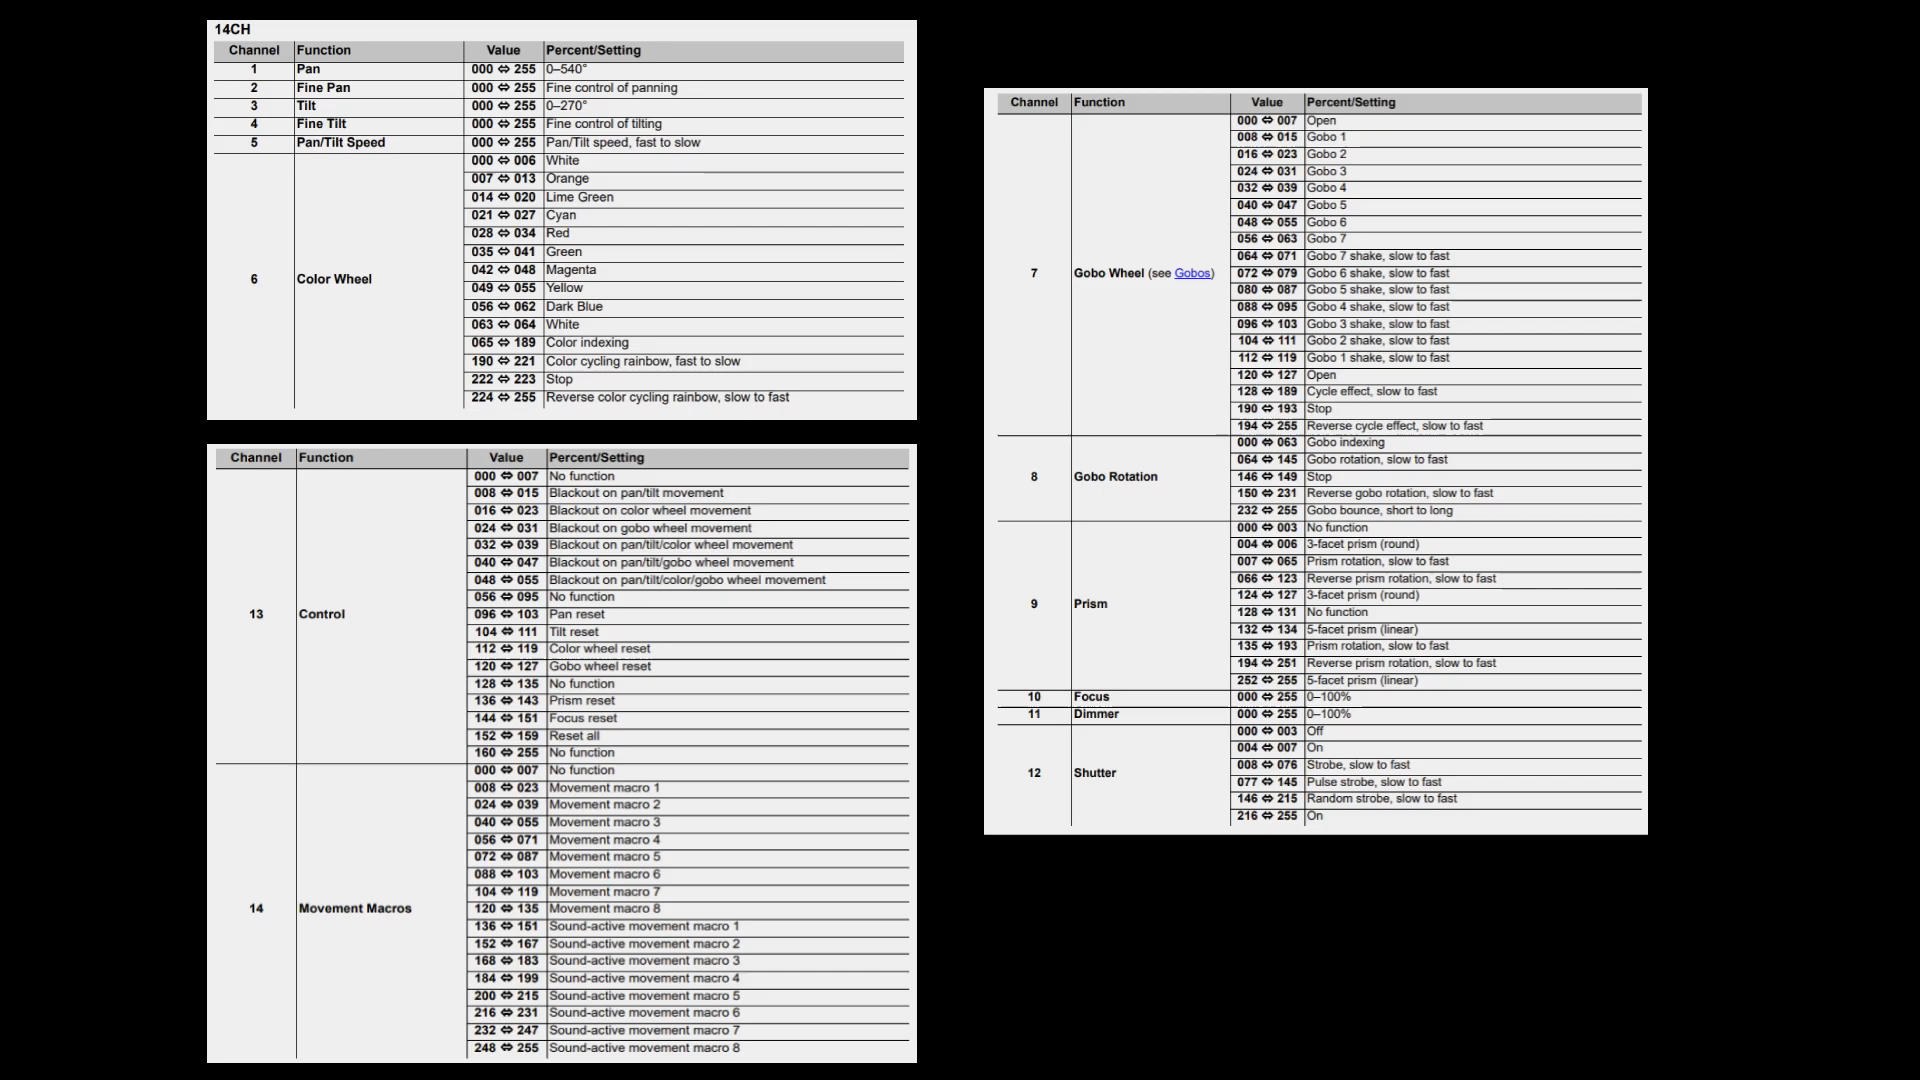 14CH
Channel Function Value Percent/Setting
1 Pan 000 ⇔ 255 0–540°
2 Fine Pan 000 ⇔ 255 Fine control of panning
3 Tilt 000 ⇔ 255 0–270°
4 Fine Tilt 000 ⇔ 255 Fine control of tilting
5 Pan/Tilt Speed 000 ⇔ 255 Pan/Tilt speed, fast to slow
6 Color Wheel
000 ⇔ 006 White
007 ⇔ 013 Orange
014 ⇔ 020 Lime Green
021 ⇔ 027 Cyan
028 ⇔ 034 Red
035 ⇔ 041 Green
042 ⇔ 048 Magenta
049 ⇔ 055 Yellow
056 ⇔ 062 Dark Blue
063 ⇔ 064 White
065 ⇔ 189 Color indexing
190 ⇔ 221 Color cycling rainbow, fast to slow
222 ⇔ 223 Stop
224 ⇔ 255 Reverse color cycling rainbow, slow to fast
Channel Function Value Percent/Setting
7 Gobo Wheel (see Gobos)
000 ⇔ 007 Open
008 ⇔ 015 Gobo 1
016 ⇔ 023 Gobo 2
024 ⇔ 031 Gobo 3
032 ⇔ 039 Gobo 4
040 ⇔ 047 Gobo 5
048 ⇔ 055 Gobo 6
056 ⇔ 063 Gobo 7
064 ⇔ 071 Gobo 7 shake, slow to fast
072 ⇔ 079 Gobo 6 shake, slow to fast
080 ⇔ 087 Gobo 5 shake, slow to fast
088 ⇔ 095 Gobo 4 shake, slow to fast
096 ⇔ 103 Gobo 3 shake, slow to fast
104 ⇔ 111 Gobo 2 shake, slow to fast
112 ⇔ 119 Gobo 1 shake, slow to fast
120 ⇔ 127 Open
128 ⇔ 189 Cycle effect, slow to fast
190 ⇔ 193 Stop
194 ⇔ 255 Reverse cycle effect, slow to fast
8 Gobo Rotation
000 ⇔ 063 Gobo indexing
064 ⇔ 145 Gobo rotation, slow to fast
146 ⇔ 149 Stop
150 ⇔ 231 Reverse gobo rotation, slow to fast
232 ⇔ 255 Gobo bounce, short to long
9 Prism
000 ⇔ 003 No function
004 ⇔ 006 3-facet prism (round)
007 ⇔ 065 Prism rotation, slow to fast
066 ⇔ 123 Reverse prism rotation, slow to fast
124 ⇔ 127 3-facet prism (round)
128 ⇔ 131 No function
132 ⇔ 134 5-facet prism (linear)
135 ⇔ 193 Prism rotation, slow to fast
194 ⇔ 251 Reverse prism rotation, slow to fast
252 ⇔ 255 5-facet prism (linear)
10 Focus 000 ⇔ 255 0–100%
11 Dimmer 000 ⇔ 255 0–100%
12 Shutter
000 ⇔ 003 Off
004 ⇔ 007 On
008 ⇔ 076 Strobe, slow to fast
077 ⇔ 145 Pulse strobe, slow to fast
146 ⇔ 215 Random strobe, slow to fast
216 ⇔ 255 On
Channel Function Value Percent/Setting
13 Control
000 ⇔ 007 No function
008 ⇔ 015 Blackout on pan/tilt movement
016 ⇔ 023 Blackout on color wheel movement
024 ⇔ 031 Blackout on gobo wheel movement
032 ⇔ 039 Blackout on pan/tilt/color wheel movement
040 ⇔ 047 Blackout on pan/tilt/gobo wheel movement
048 ⇔ 055 Blackout on pan/tilt/color/gobo wheel movement
056 ⇔ 095 No function
096 ⇔ 103 Pan reset
104 ⇔ 111 Tilt reset
112 ⇔ 119 Color wheel reset
120 ⇔ 127 Gobo wheel reset
128 ⇔ 135 No function
136 ⇔ 143 Prism reset
144 ⇔ 151 Focus reset
152 ⇔ 159 Reset all
160 ⇔ 255 No function
14 Movement Macros
000 ⇔ 007 No function
008 ⇔ 023 Movement macro 1
024 ⇔ 039 Movement macro 2
040 ⇔ 055 Movement macro 3
056 ⇔ 071 Movement macro 4
072 ⇔ 087 Movement macro 5
088 ⇔ 103 Movement macro 6
104 ⇔ 119 Movement macro 7
120 ⇔ 135 Movement macro 8
136 ⇔ 151 Sound-active movement macro 1
152 ⇔ 167 Sound-active movement macro 2
168 ⇔ 183 Sound-active movement macro 3
184 ⇔ 199 Sound-active movement macro 4
200 ⇔ 215 Sound-active movement macro 5
216 ⇔ 231 Sound-active movement macro 6
232 ⇔ 247 Sound-active movement macro 7
248 ⇔ 255 Sound-active movement macro 8